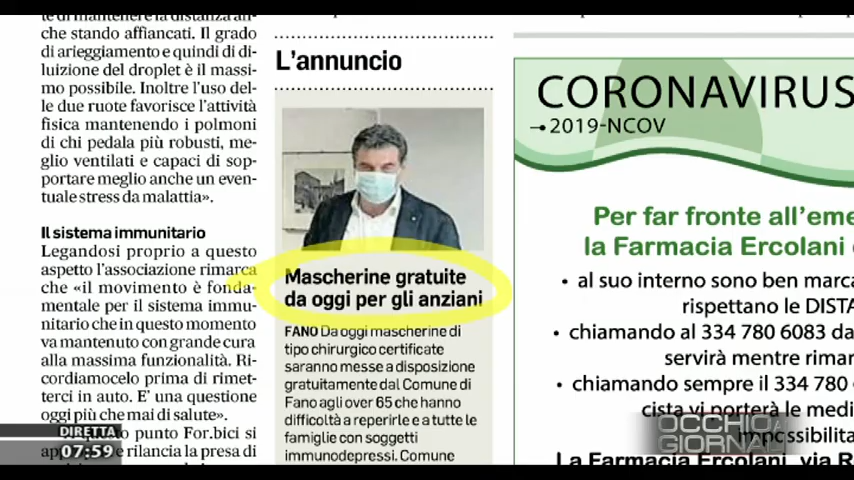 te di mantenere la distanza an-
che stando affiancati. Il grado
di arieggiamento e quindi di di-
luizione del droplet è il massi-
mo possibile. Inoltre l'uso del-
le due ruote favorisce l'attività
fisica mantenendo i polmoni
di chi pedala più robusti, me-
glio ventilati e capaci di sop-
portare meglio anche un even-
tuale stress da malattia».
Il sistema immunitario
Legandosi proprio a questo
aspetto l'associazione rimarca
che «il movimento è fonda-
mentale per il sistema immu-
nitario che in questo momento
va mantenuto con grande cura
alla massima funzionalità. Ri-
cordiamocelo prima di rimet-
terci in auto. E' una questione
oggi più che mai di salute».
punto For.bici si
e rilancia la presa di
L'annuncio
Mascherine gratuite
da oggi per gli anziani
FANO Da oggi mascherine di
tipo chirurgico certificate
saranno messe a disposizione
gratuitamente dal Comune di
Fano agli over 65 che hanno
difficoltà a reperirle e a tutte le
famiglie con soggetti
immunodepressi. Comune
CORONAVIRUS
2019-NCOV
Per far fronte all'eme
la Farmacia Ercolani
• al suo interno sono ben marca
rispettano le DISTA
• chiamando al 334 780 6083 da
servirà mentre rimar
• chiamando sempre il 334 780
cista vi porterà le medi
impossibilita
La Farmacia Ercolani, via R
DIRETTA
07:59
OCCHIO AI
GIORNALI